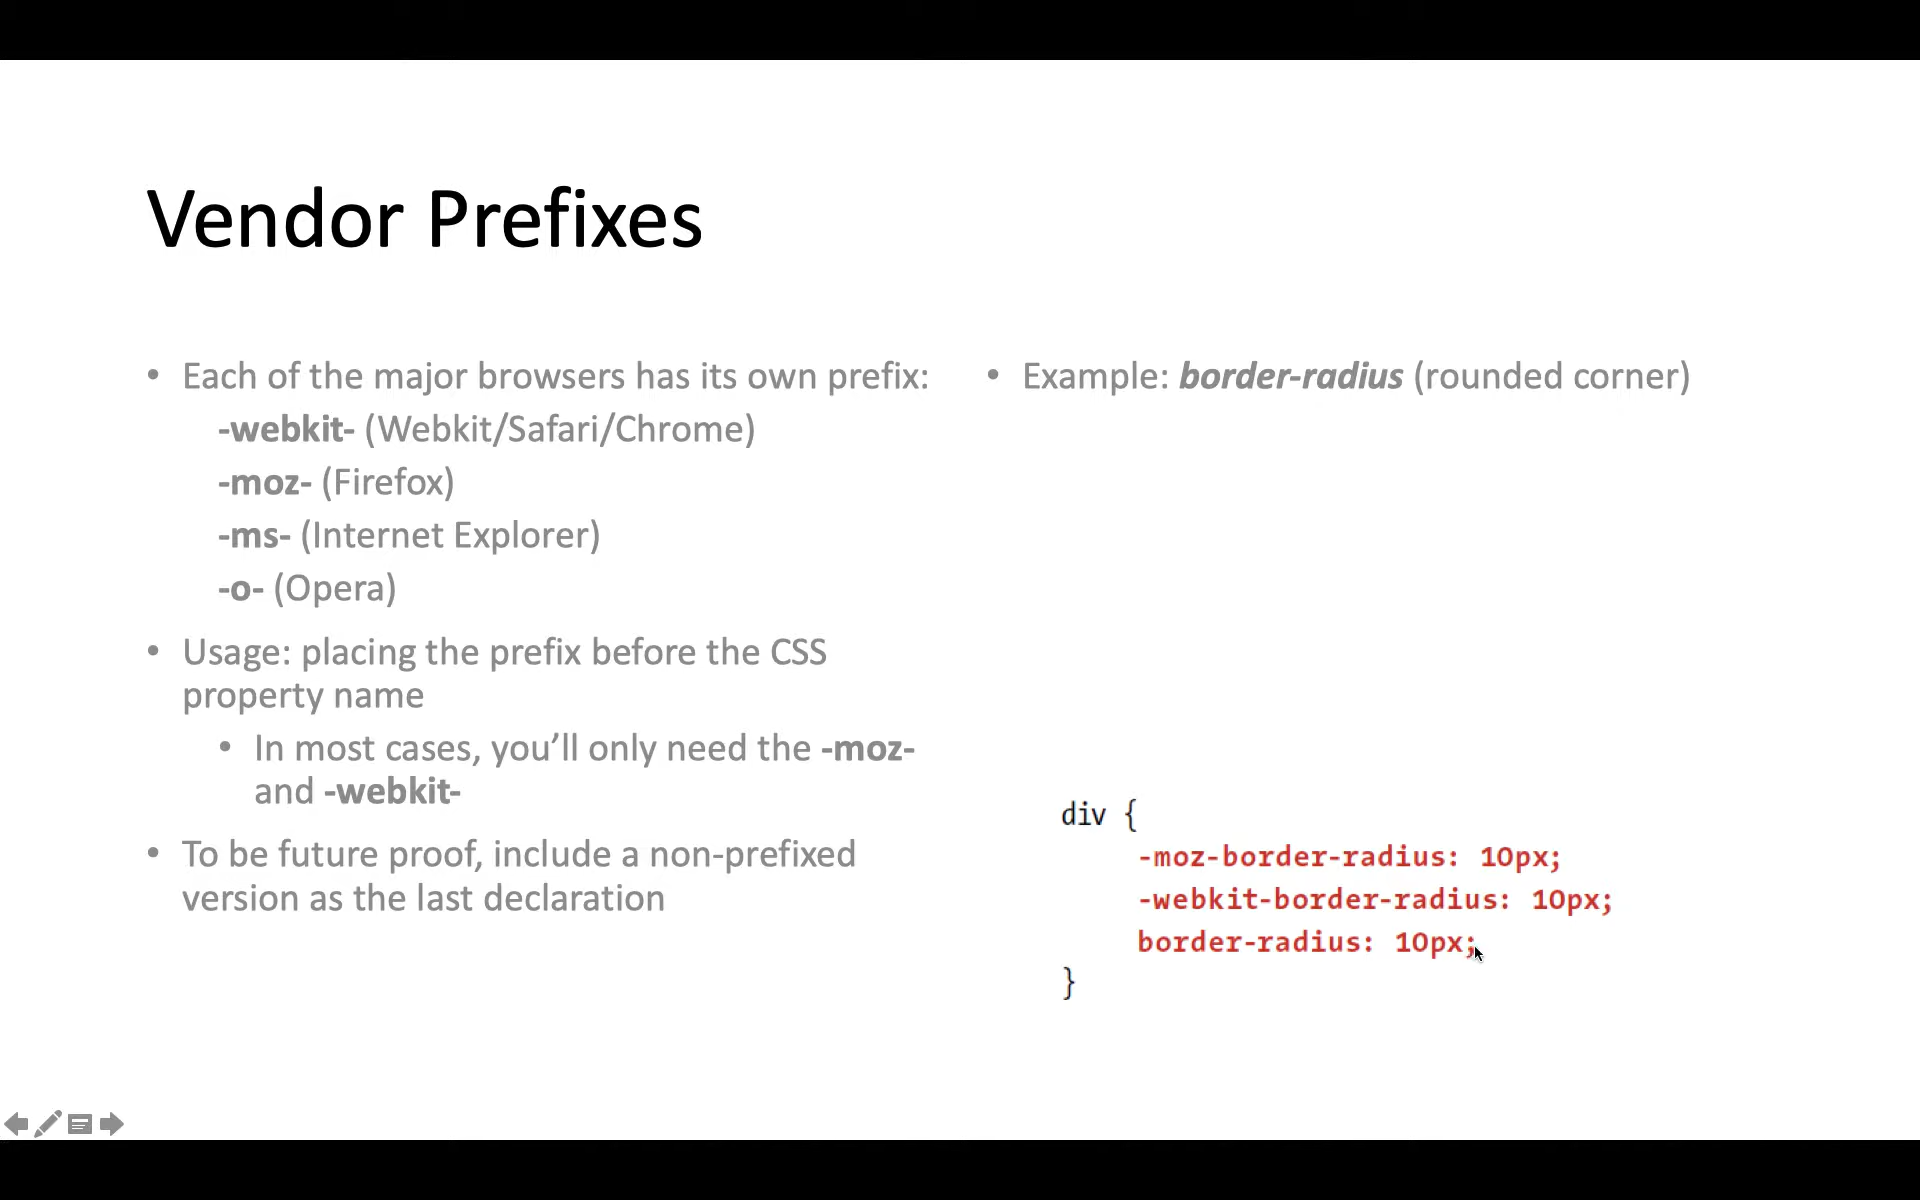 Vendor Prefixes
• Each of the major browsers has its own prefix:
-webkit- (Webkit/Safari/Chrome)
-moz- (Firefox)
-ms- (Internet Explorer)
-o- (Opera)
• Usage: placing the prefix before the CSS
property name
• In most cases, you’ll only need the -moz-
and -webkit-
• To be future proof, include a non-prefixed
version as the last declaration
• Example: border-radius (rounded corner)
div {
-moz-border-radius: 10px;
-webkit-border-radius: 10px;
border-radius: 10px;
}